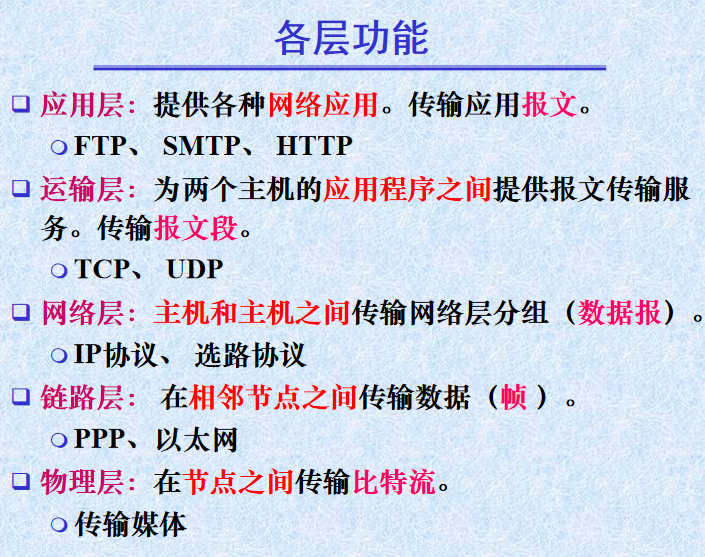 各层功能
应用层：提供各种网络应用。传输应用报文。
FTP、 SMTP、 HTTP
运输层：为两个主机的应用程序之间提供报文传输服
务。传输报文段。
TCP、 UDP
网络层：主机和主机之间传输网络层分组（数据报）。
IP协议、 选路协议
链路层： 在相邻节点之间传输数据（帧 ）。
PPP、以太网
物理层：在节点之间传输比特流。
传输媒体